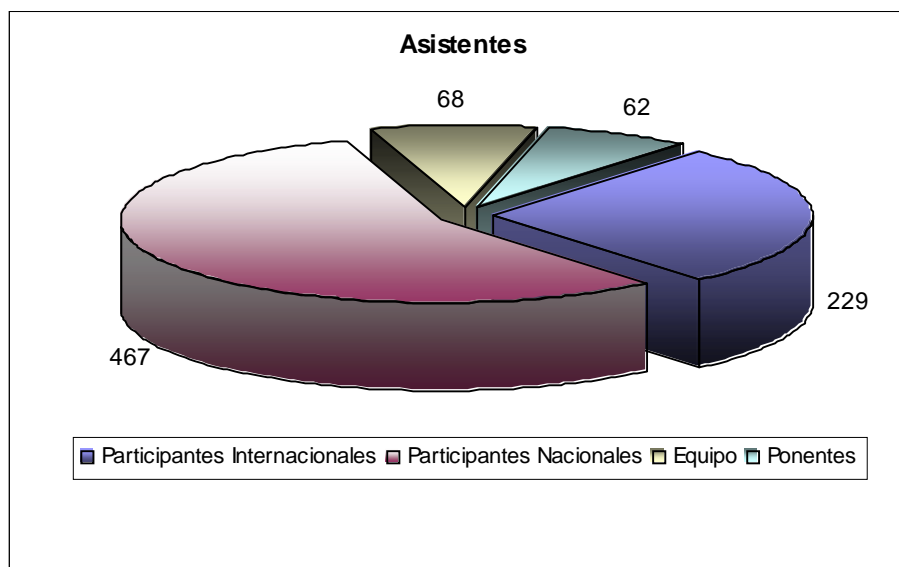 Asistentes
68
62
229
467
Participantes Internacionales Participantes Nacionales Equipo Ponentes